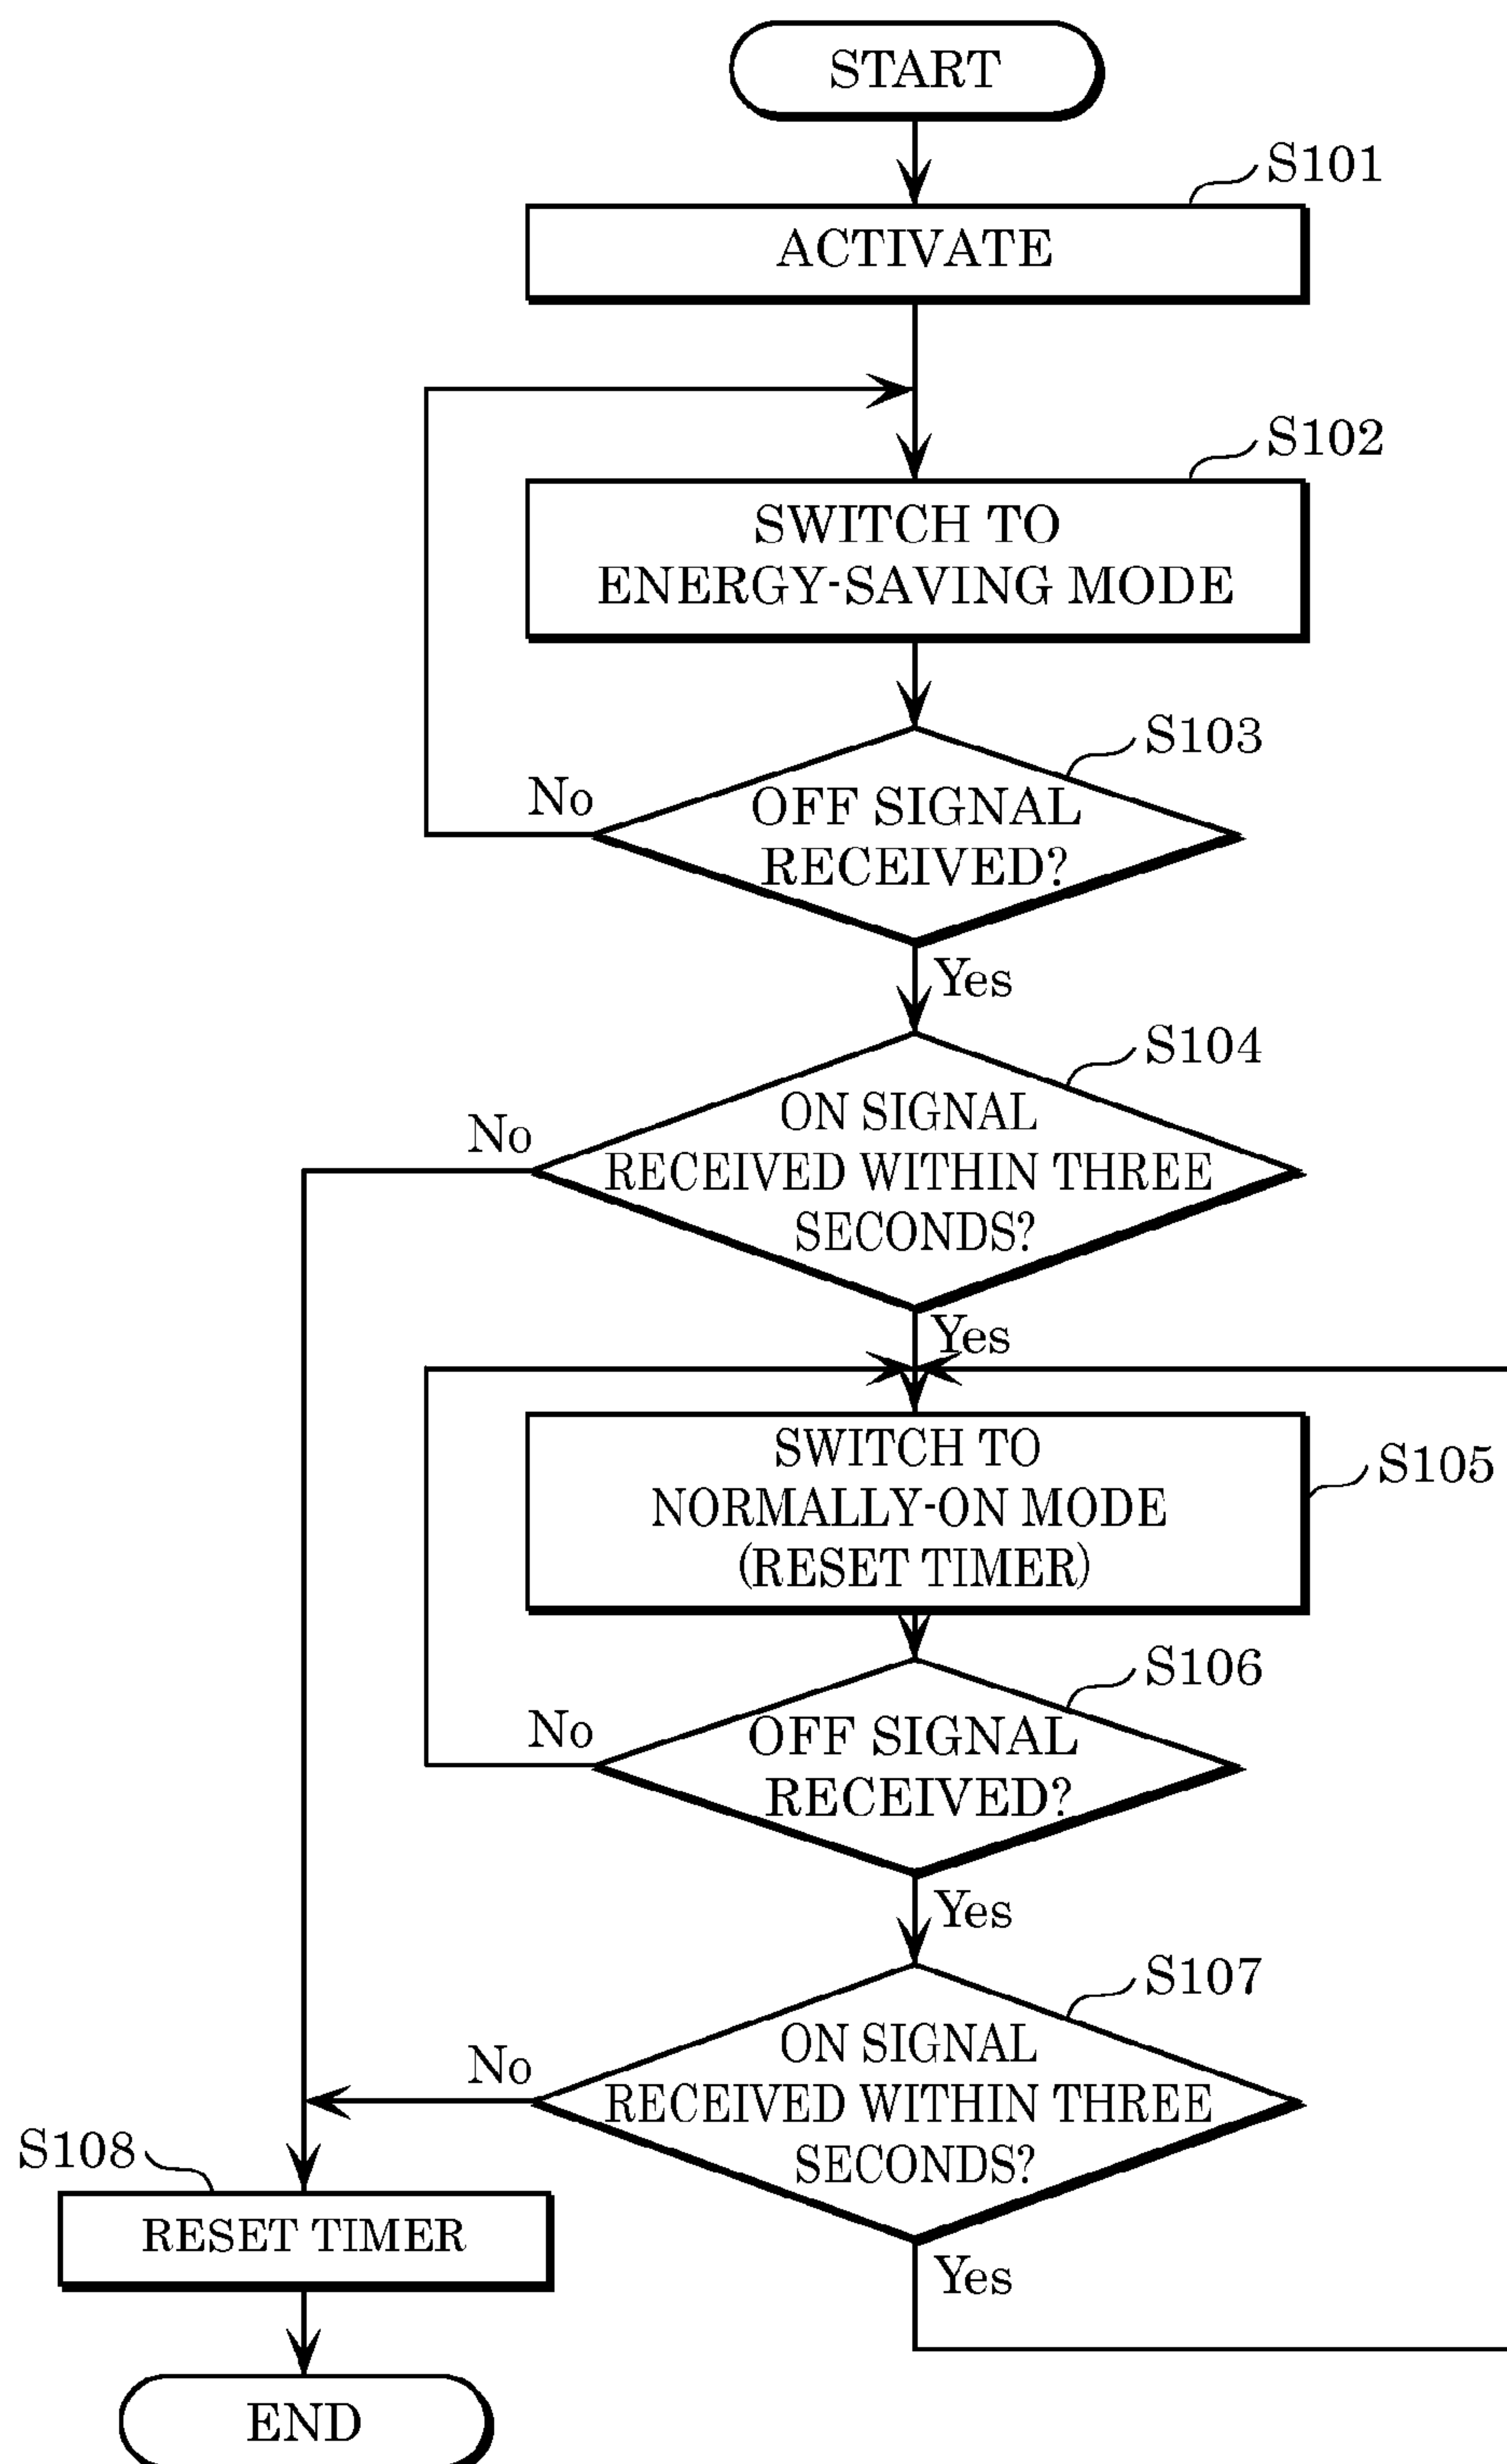 START
S101
ACTIVATE
S102
SWITCH TO
ENERGY-SAVING MODE
S103
No
OFF SIGNAL
RECEIVED?
Yes
S104
No
ON SIGNAL
RECEIVED WITHIN THREE
SECONDS?
Yes
SWITCH TO
S105
NORMALLY-ON MODE
(RESET TIMER)
S106
No
OFF SIGNAL
RECEIVED?
Yes
S107
No
ON SIGNAL
RECEIVED WITHIN THREE
SECONDS?
S108
RESET TIMER
Yes
END